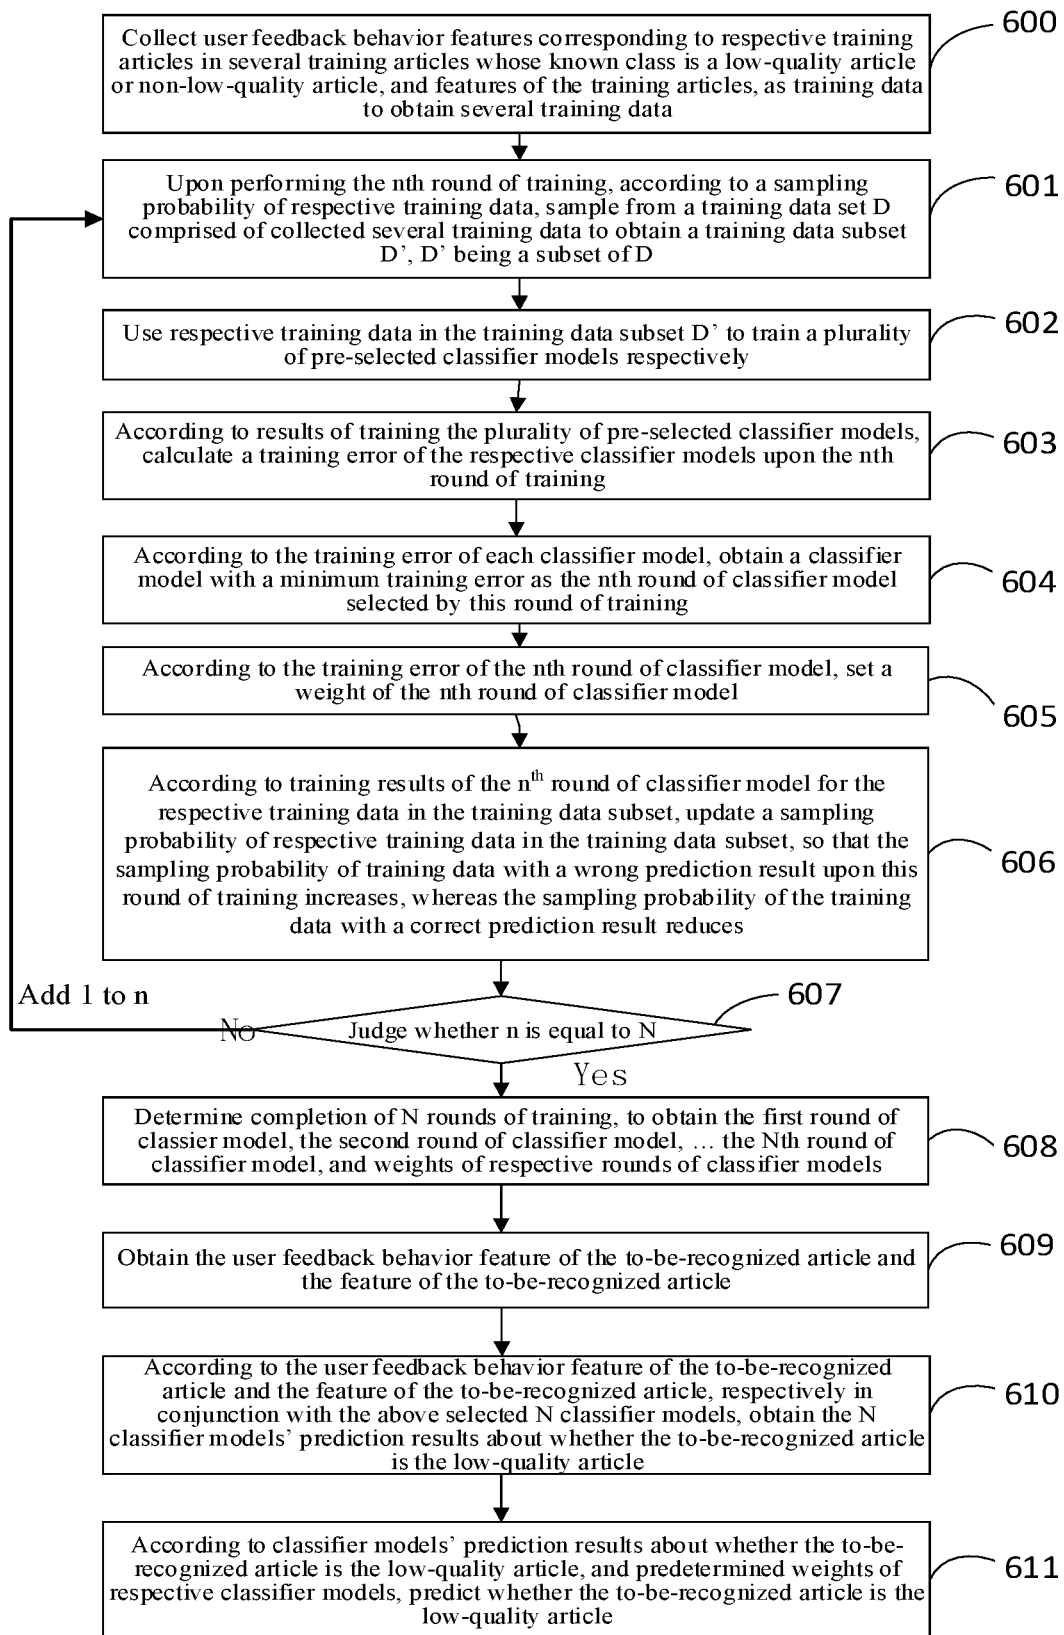 Collect user feedback behavior features corresponding to respective training
articles in several training articles whose known class is a low-quality article
or non-low-quality article, and features of the training articles, as training data
to obtain several training data
600
Upon performing the nth round of training, according to a sampling
probability of respective training data, sample from a training data set D
comprised of collected several training data to obtain a training data subset
D’, D’ being a subset of D
601
Use respective training data in the training data subset D’ to train a plurality
of pre-selected classifier models respectively
602
According to results of training the plurality of pre-selected classifier models,
calculate a training error of the respective classifier models upon the nth
round of training
603
According to the training error of each classifier model, obtain a classifier
model with a minimum training error as the nth round of classifier model
selected by this round of training
604
According to the training error of the nth round of classifier model, set a
weight of the nth round of classifier model
605
According to training results of the nth round of classifier model for the
respective training data in the training data subset, update a sampling
probability of respective training data in the training data subset, so that the
sampling probability of training data with a wrong prediction result upon this
round of training increases, whereas the sampling probability of the training
data with a correct prediction result reduces
606
Add 1 to n
607
No
Judge whether n is equal to N
Yes
Determine completion of N rounds of training, to obtain the first round of
classier model, the second round of classifier model, … the Nth round of
classifier model, and weights of respective rounds of classifier models
608
Obtain the user feedback behavior feature of the to-be-recognized article and
the feature of the to-be-recognized article
609
According to the user feedback behavior feature of the to-be-recognized
article and the feature of the to-be-recognized article, respectively in
conjunction with the above selected N classifier models, obtain the N
classifier models’ prediction results about whether the to-be-recognized article
is the low-quality article
610
According to classifier models’ prediction results about whether the to-be-
recognized article is the low-quality article, and predetermined weights of
respective classifier models, predict whether the to-be-recognized article is the
low-quality article
611